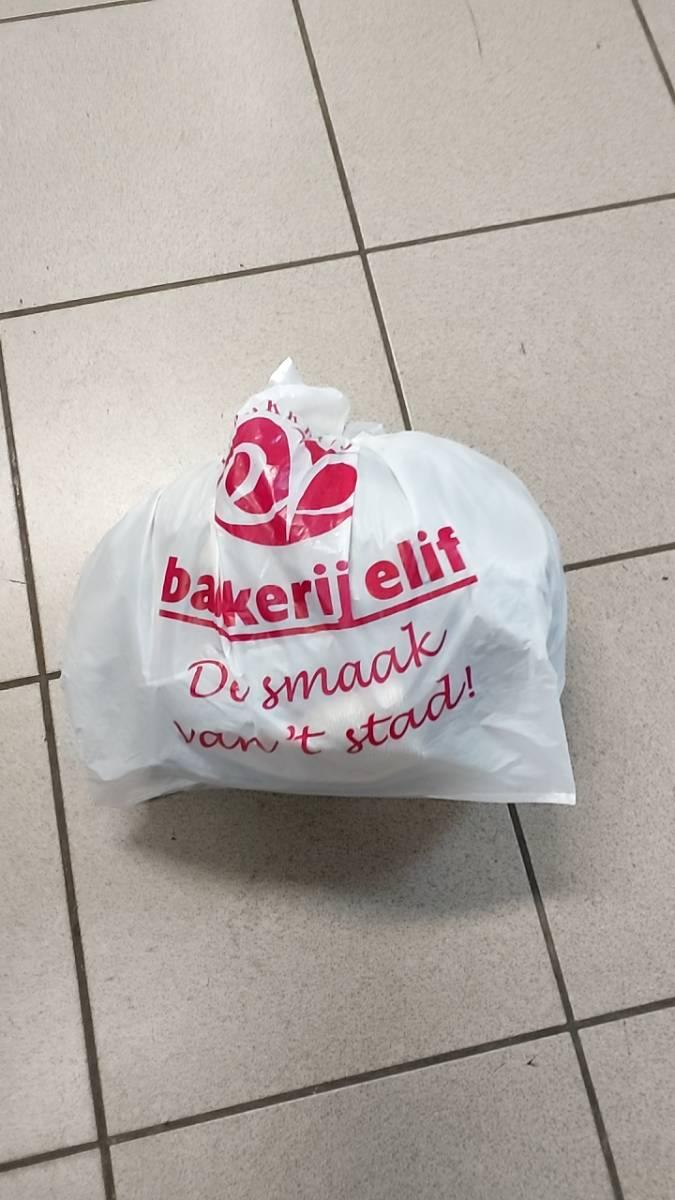 bakkerij elif
De smaak
van 't stad!